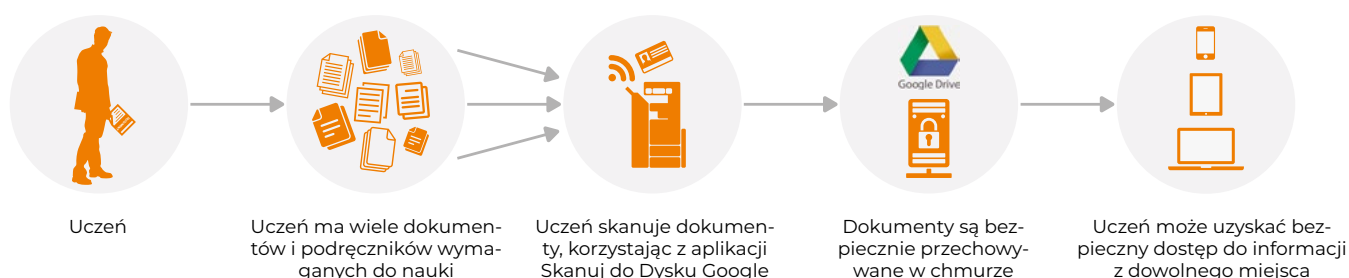 Google Drive
Uczeń
Uczeń ma wiele dokumen-
tów i podręczników wyma-
ganych do nauki
Uczeń skanuje dokumen-
ty, korzystając z aplikacji
Skanuj do Dysku Google
Dokumenty są bez-
piecznie przechowy-
wane w chmurze
Uczeń może uzyskać bez-
pieczny dostęp do informacji
z dowolnego miejsca